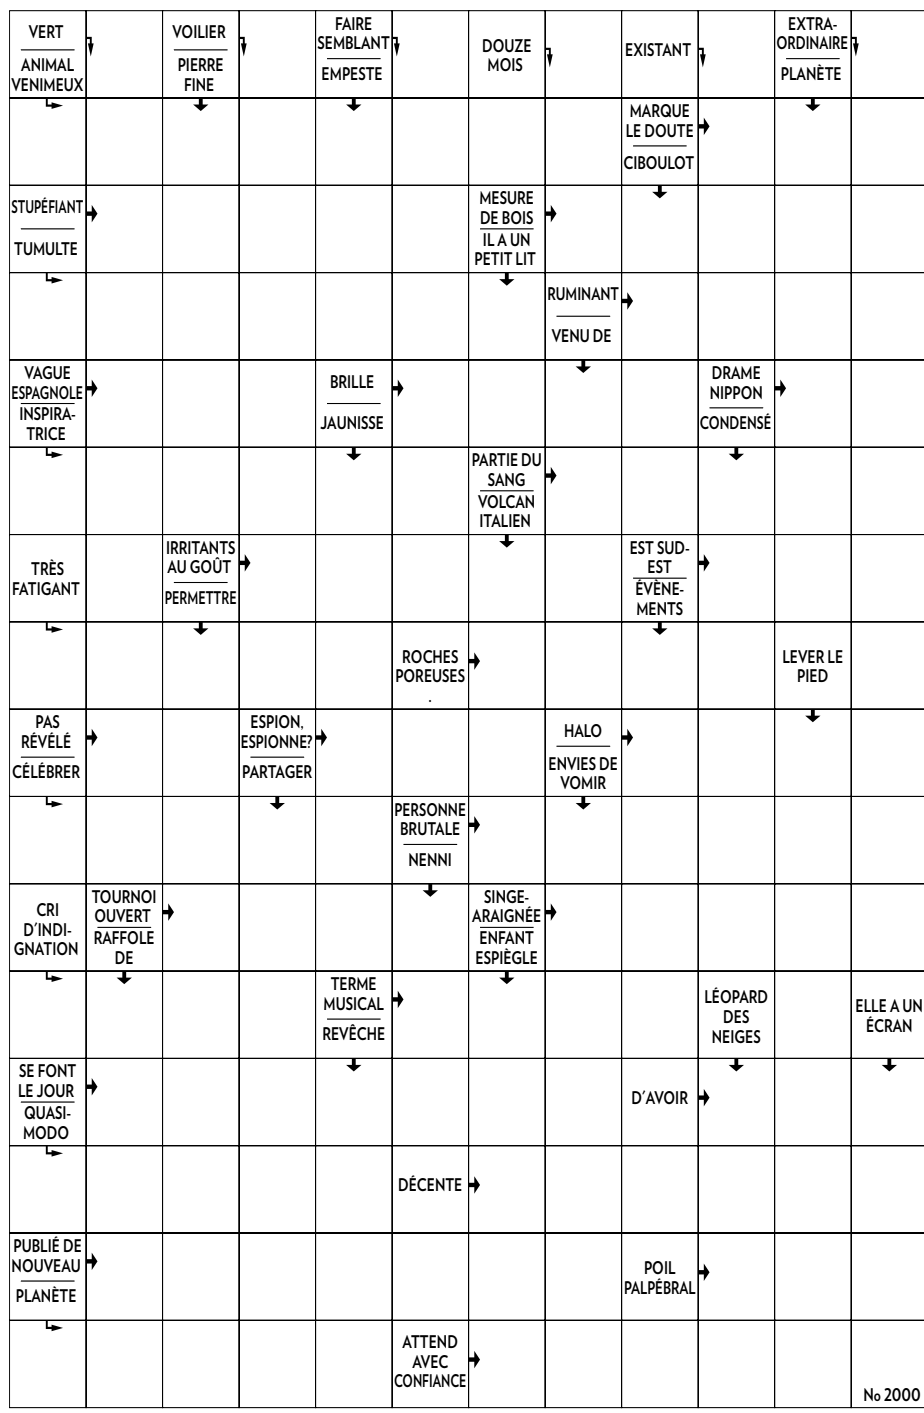 VERT
ANIMAL
VENIMEUX
VOILIER
PIERRE
FINE
FAIRE
SEMBLANT
EMPESTE
DOUZE
MOIS
EXISTANT
EXTRA-
ORDINAIRE
PLANÈTE
MARQUE
LE DOUTE
CIBOULOT
STUPÉFIANT
TUMULTE
MESURE
DE BOIS
IL A UN
PETIT LIT
RUMINANT
VENU DE
VAGUE
ESPAGNOLE
INSPIRA-
TRICE
BRILLE
JAUNISSE
DRAME
NIPPON
CONDENSÉ
PARTIE DU
SANG
VOLCAN
ITALIEN
TRÈS
FATIGANT
IRRITANTS
AU GOÛT
PERMETTRE
EST SUD-
EST
ÉVÈNE-
MENTS
ROCHES
POREUSES
.
LEVER LE
PIED
PAS
RÉVÉLÉ
CÉLÉBRER
ESPION,
ESPIONNE?
PARTAGER
HALO
ENVIES DE
VOMIR
PERSONNE
BRUTALE
NENNI
CRI
D'INDI-
GNATION
TOURNOI
OUVERT
RAFFOLE
DE
SINGE-
ARAIGNÉE
ENFANT
ESPIÈGLE
TERME
MUSICAL
REVÊCHE
LÉOPARD
DES
NEIGES
ELLE A UN
ÉCRAN
SE FONT
LE JOUR
QUASI-
MODO
D'AVOIR
DÉCENTE
PUBLIÉ DE
NOUVEAU
PLANÈTE
POIL
PALPÉBRAL
ATTEND
AVEC
CONFIANCE
No 2000